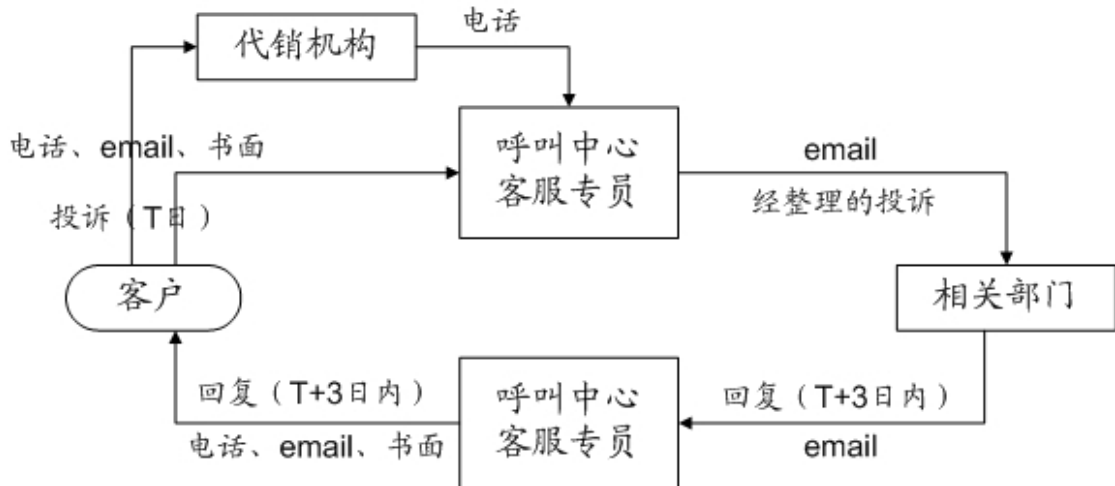 代销机构
电话
电话、email、书面
投诉（T日）
呼叫中心
客服专员
email
经整理的投诉
客户
相关部门
回复（T+3日内）
电话、email、书面
呼叫中心
客服专员
回复（T+3日内）
email